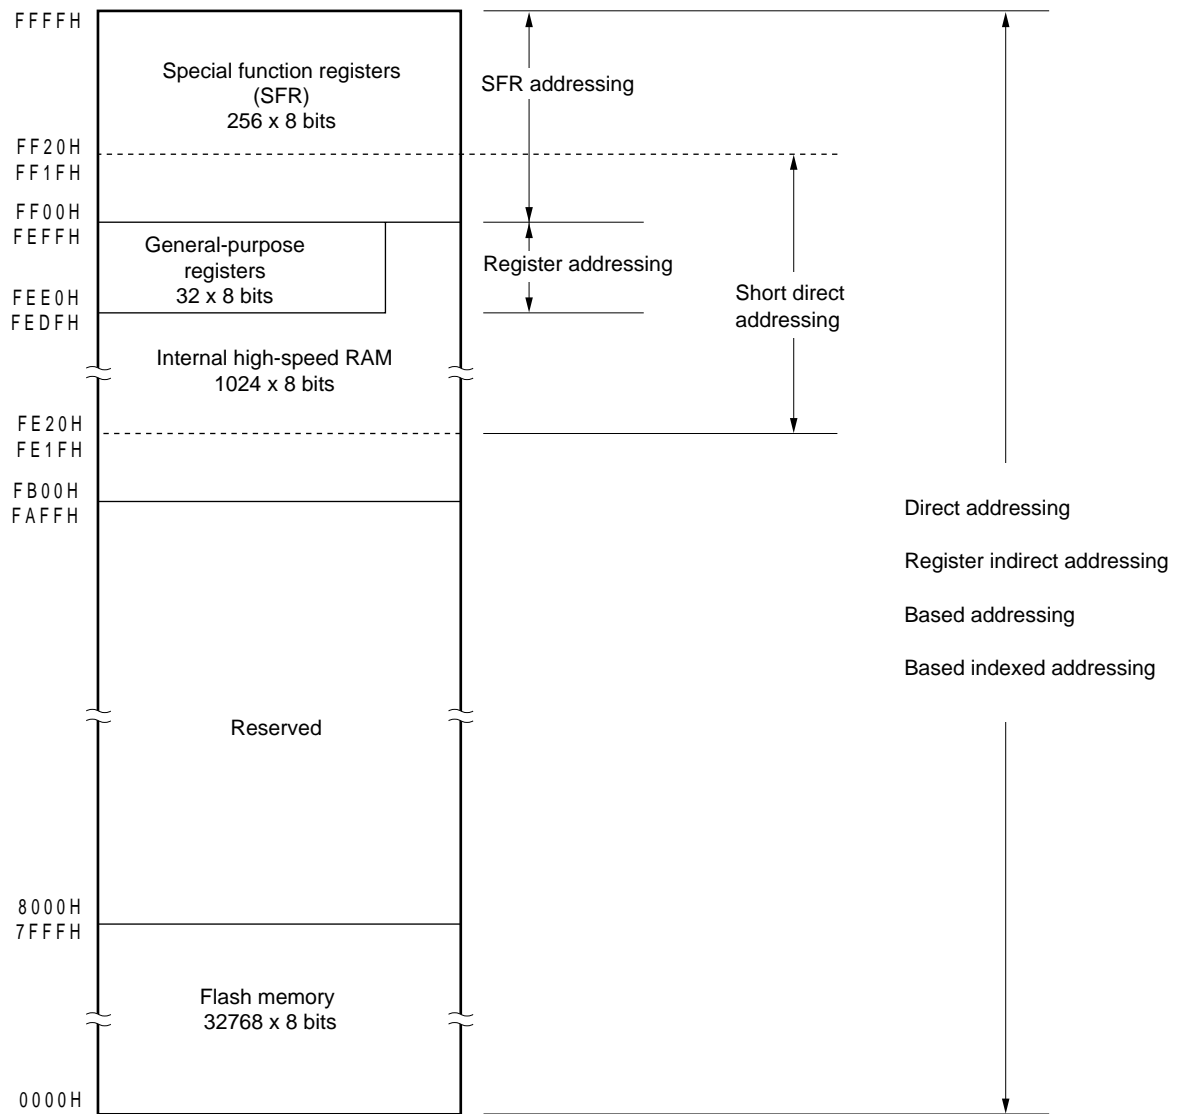 FFFFH
Special function registers
(SFR)
256 x 8 bits
SFR addressing
FF20H
FF1FH
FF00H
FEFFH
General-purpose
registers
32 x 8 bits
Register addressing
FEE0H
FEDFH
Short direct
addressing
Internal high-speed RAM
1024 x 8 bits
FE20H
FE1FH
FB00H
FAFFH
Direct addressing
Register indirect addressing
Based addressing
Based indexed addressing
Reserved
8000H
7FFFH
Flash memory
32768 x 8 bits
0000H